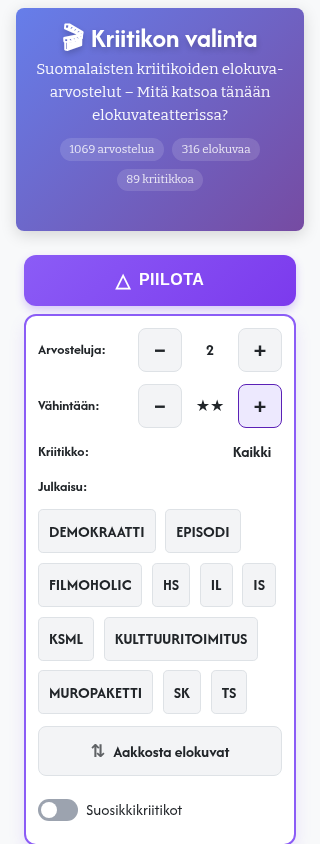 🎬 Kriitikon valinta
Suomalaisten kriitikoiden elokuva-
arvostelut – Mitä katsoa tänään
elokuvateatterissa?
1069 arvostelua 316 elokuvaa
89 kriitikkoa
△ PIILOTA
Arvosteluja: − 2 +
Vähintään: − ★★ +
Kriitikko: Kaikki
Julkaisu:
DEMOKRAATTI EPISODI
FILMOHOLIC HS IL IS
KSML KULTTUURITOIMITUS
MUROPAKETTI SK TS
⇅ Aakkosta elokuvat
Suosikkikriitikot